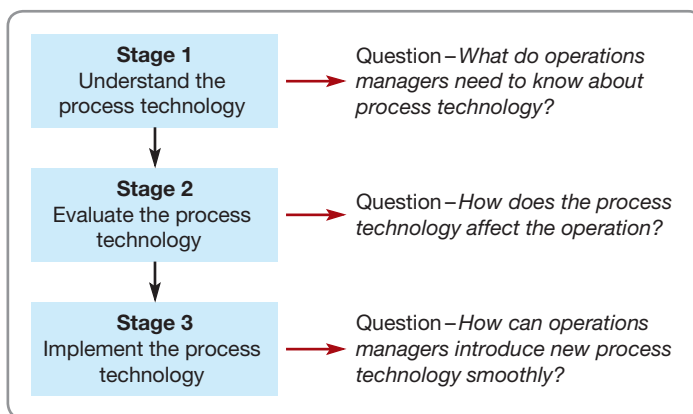 Stage 1
Understand the
process technology
Question – What do operations
managers need to know about
process technology?
Stage 2
Evaluate the process
technology
Question – How does the process
technology affect the operation?
Stage 3
Implement the process
technology
Question – How can operations
managers introduce new process
technology smoothly?